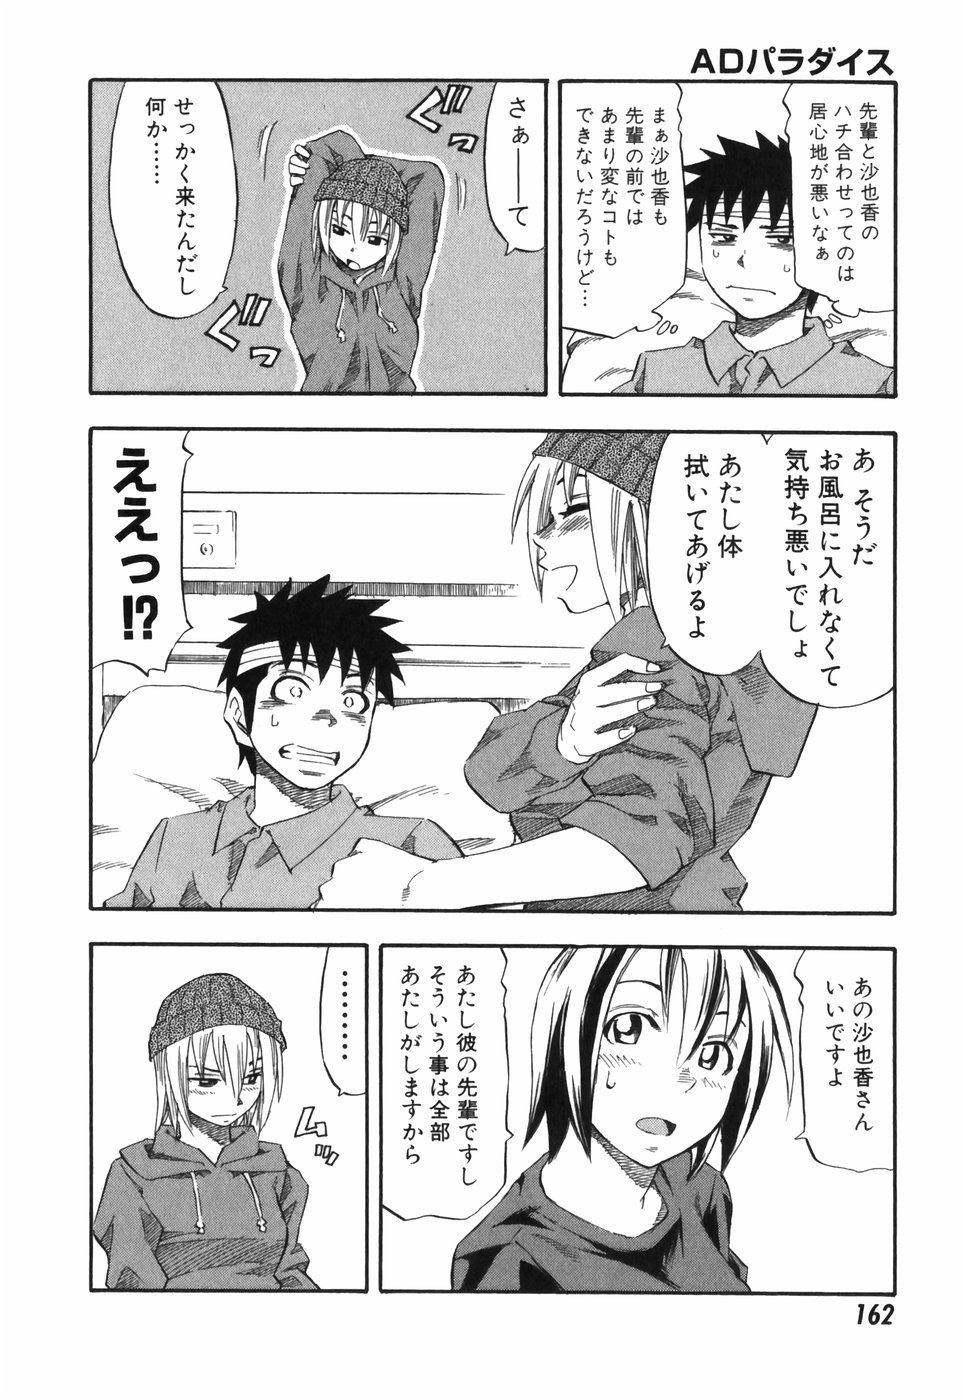 ADパラダイス
先輩と沙也香の
ハチ合わせってのは
居心地が悪いなぁ
まぁ沙也香も
先輩の前では
あまり変なコトも
できないだろうけど…
さぁ――て
ぐっ
ぐっ
せっかく来たんだし
何か……
あ そうだ
お風呂に入れなくて
気持ち悪いでしょ
あたし体
拭いてあげるよ
ええっ!?
あの沙也香さん
いいですよ
あたし彼の先輩ですし
そういう事は全部
あたしがしますから
………
ムッ
162